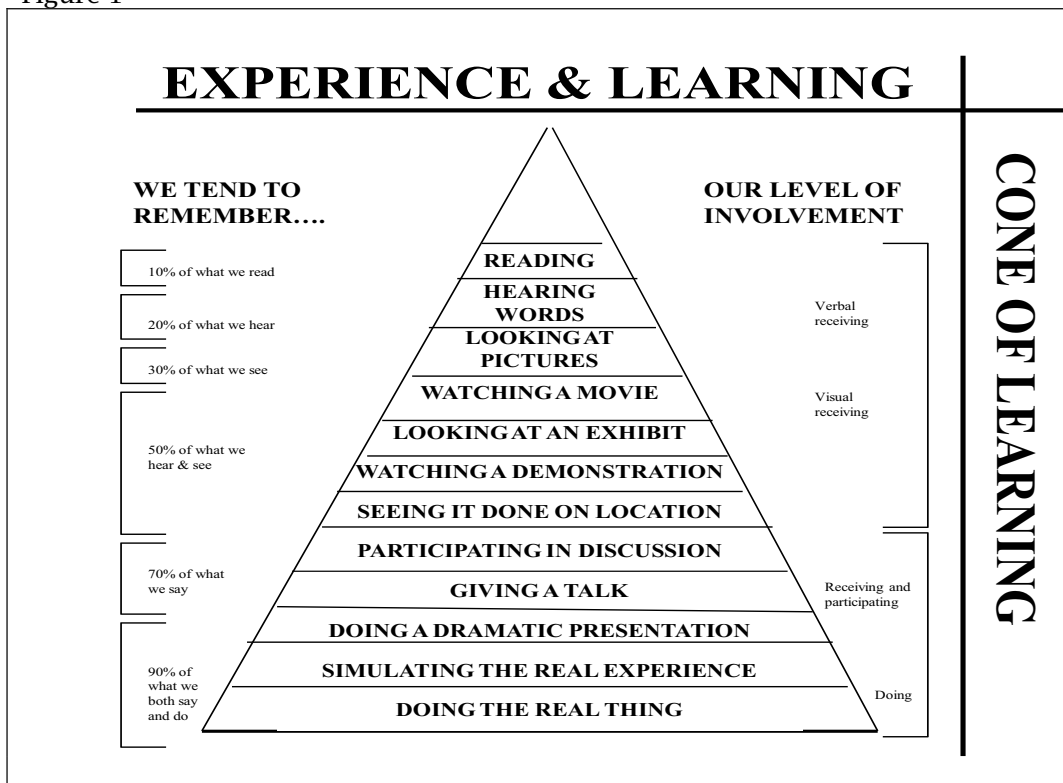 Figure 1
EXPERIENCE & LEARNING
CONE OF LEARNING
WE TEND TO
REMEMBER....
10% of what we read
20% of what we hear
30% of what we see
50% of what we
hear & see
70% of what
we say
90% of
what we
both say
and do
READING
HEARING
WORDS
LOOKING AT
PICTURES
WATCHING A MOVIE
LOOKING AT AN EXHIBIT
WATCHING A DEMONSTRATION
SEEING IT DONE ON LOCATION
PARTICIPATING IN DISCUSSION
GIVING A TALK
DOING A DRAMATIC PRESENTATION
SIMULATING THE REAL EXPERIENCE
DOING THE REAL THING
OUR LEVEL OF
INVOLVEMENT
Verbal
receiving
Visual
receiving
Receiving and
participating
Doing